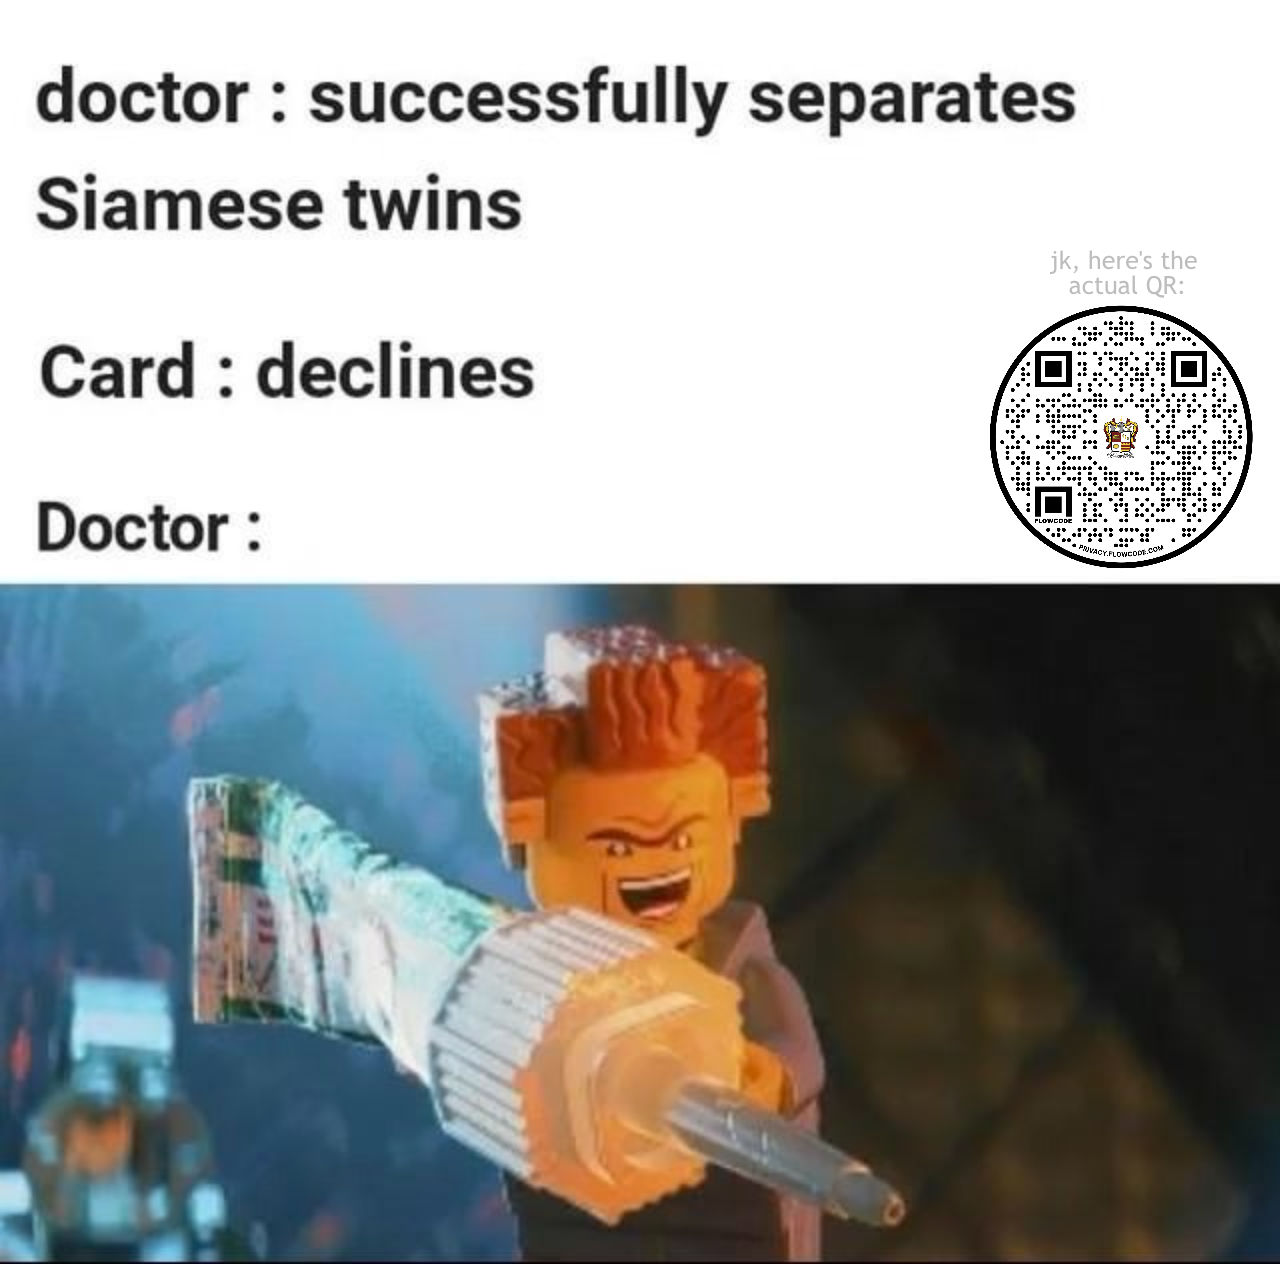 doctor : successfully separates
Siamese twins
jk, here's the
actual QR:
Card : declines
Doctor :
FLOWCODE
PRIVACY.FLOWCODE.COM